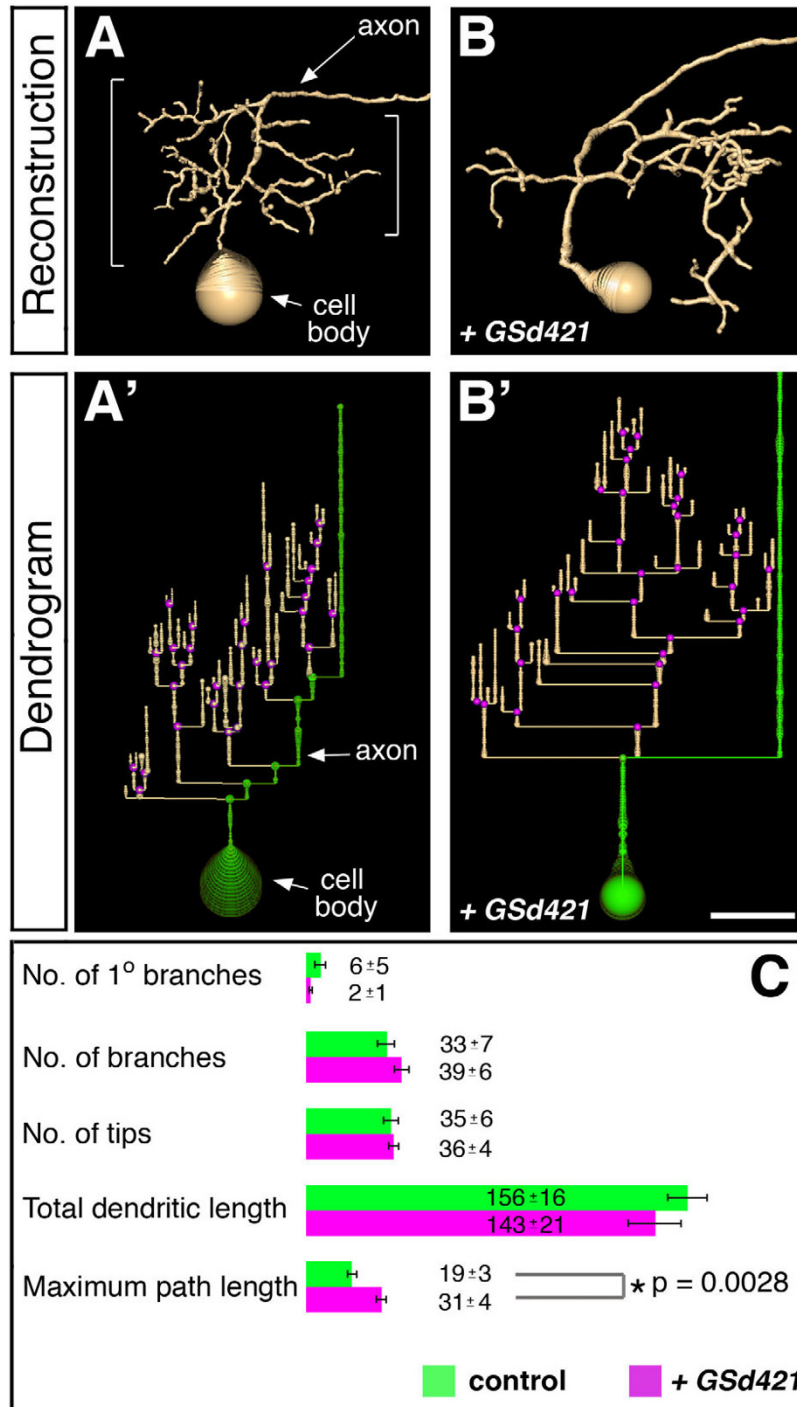 Reconstruction
A
axon
cell
body
B
+ GSd421
Dendrogram
A'
axon
cell
body
B'
+ GSd421
C
No. of 1o branches
6±5
2±1
No. of branches
33±7
39±6
No. of tips
35±6
36±4
Total dendritic length
156±16
143±21
Maximum path length
19±3
31±4
* p = 0.0028
control
+ GSd421